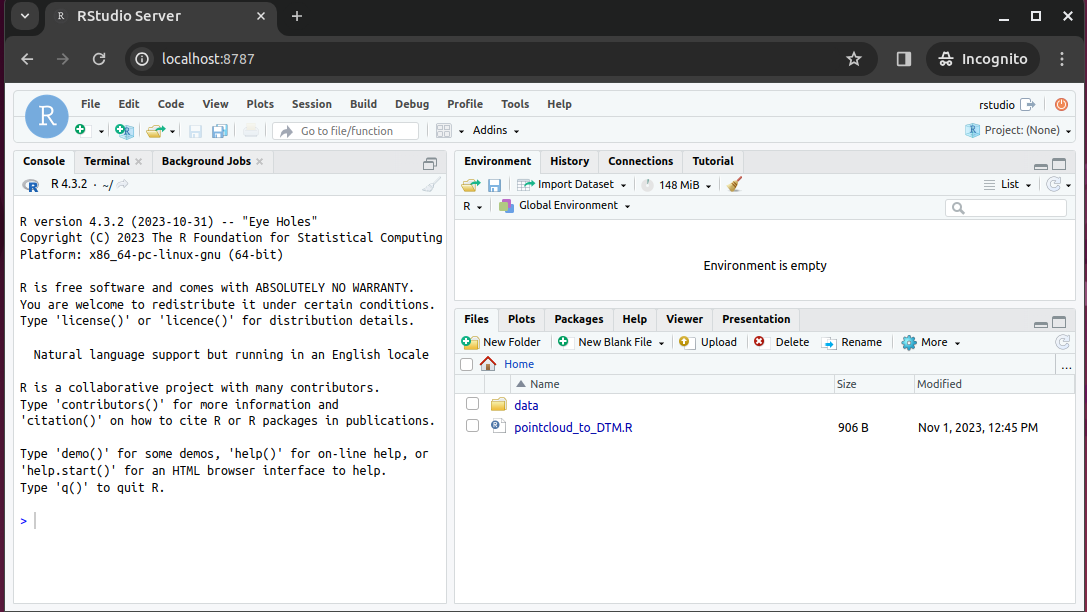 R RStudio Server
localhost:8787
Incognito
R
File Edit Code View Plots Session Build Debug Profile Tools Help
rstudio
Go to file/function
Addins
R Project: (None)
Console Terminal Background Jobs
R R 4.3.2 · ~/
R version 4.3.2 (2023-10-31) -- "Eye Holes"
Copyright (C) 2023 The R Foundation for Statistical Computing
Platform: x86_64-pc-linux-gnu (64-bit)
R is free software and comes with ABSOLUTELY NO WARRANTY.
You are welcome to redistribute it under certain conditions.
Type 'license()' or 'licence()' for distribution details.
Natural language support but running in an English locale
R is a collaborative project with many contributors.
Type 'contributors()' for more information and
'citation()' on how to cite R or R packages in publications.
Type 'demo()' for some demos, 'help()' for on-line help, or
'help.start()' for an HTML browser interface to help.
Type 'q()' to quit R.
>
Environment History Connections Tutorial
Import Dataset 148 MiB List
R Global Environment
Environment is empty
Files Plots Packages Help Viewer Presentation
New Folder New Blank File Upload Delete Rename More
Home ...
Name Size Modified
data
pointcloud_to_DTM.R 906 B Nov 1, 2023, 12:45 PM